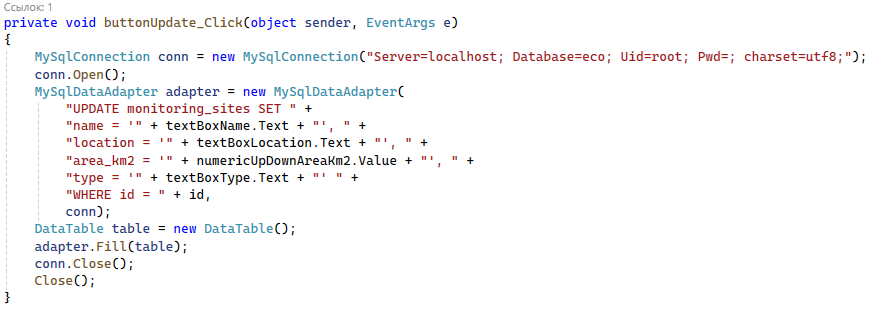 Ссылок: 1
private void buttonUpdate_Click(object sender, EventArgs e)
{
    MySqlConnection conn = new MySqlConnection("Server=localhost; Database=eco; Uid=root; Pwd=; charset=utf8;");
    conn.Open();
    MySqlDataAdapter adapter = new MySqlDataAdapter(
        "UPDATE monitoring_sites SET " +
        "name = '" + textBoxName.Text + "', " +
        "location = '" + textBoxLocation.Text + "', " +
        "area_km2 = '" + numericUpDownAreaKm2.Value + "', " +
        "type = '" + textBoxType.Text + "' " +
        "WHERE id = " + id,
        conn);
    DataTable table = new DataTable();
    adapter.Fill(table);
    conn.Close();
    Close();
}